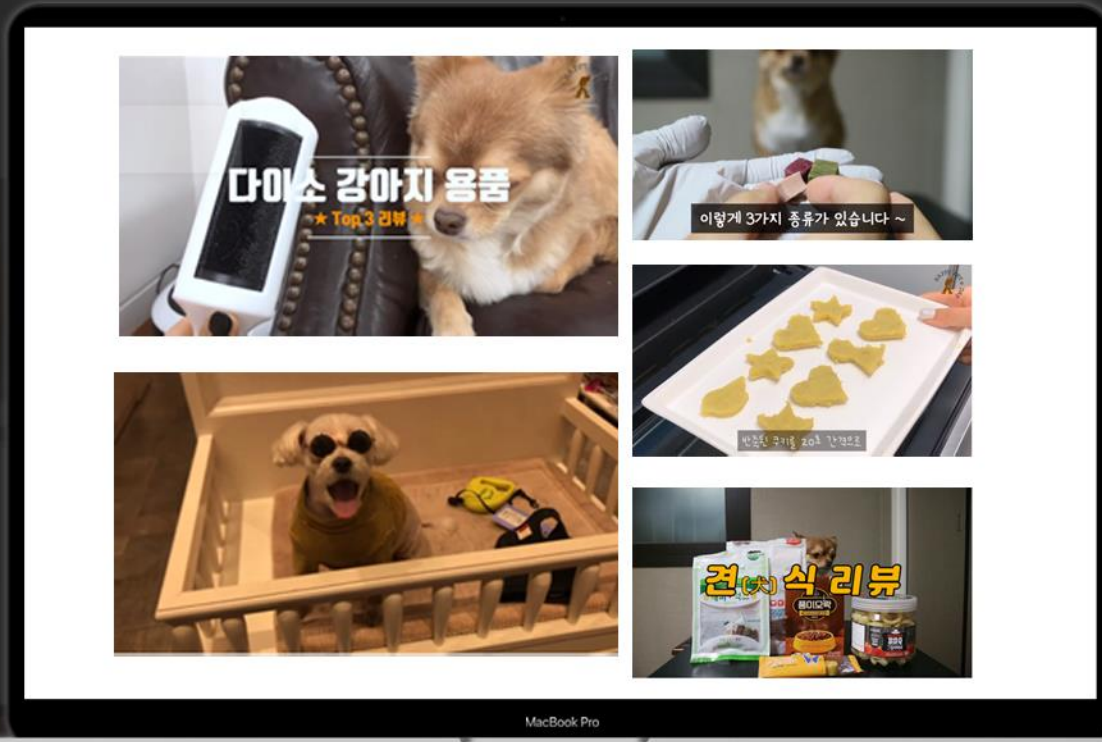 다이소 강아지 용품
★ Top 3 리뷰 ★
이렇게 3가지 종류가 있습니다 ~
반죽된 쿠키를 20초 간격으로
견(犬)식 리뷰
MacBook Pro